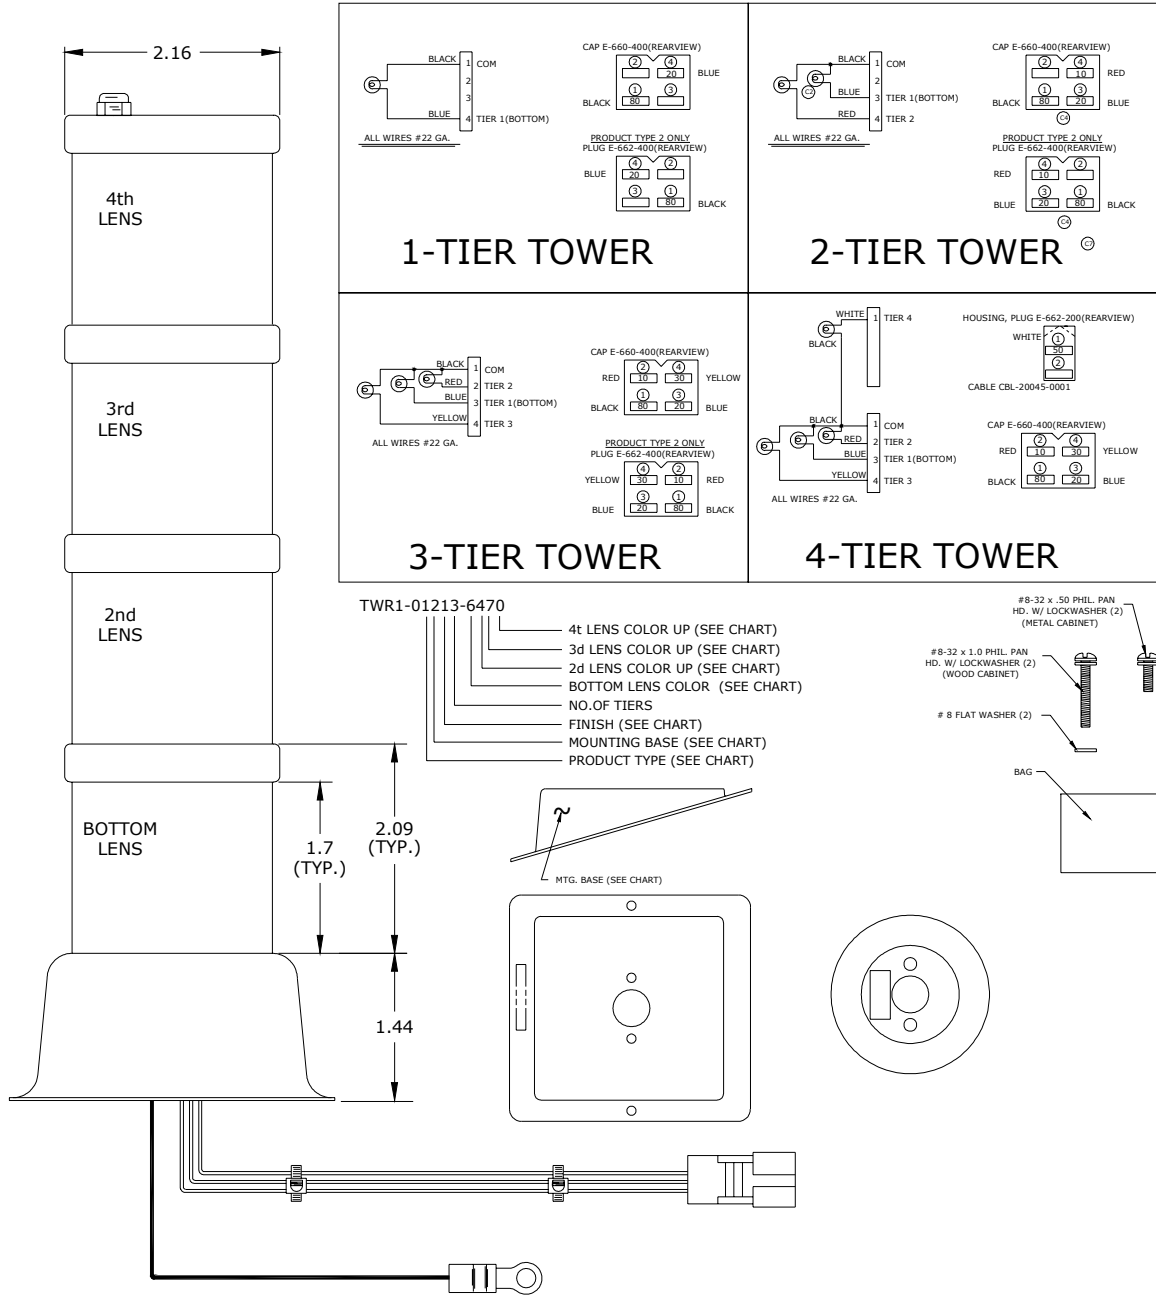 2.16
4th
LENS
3rd
LENS
2nd
LENS
BOTTOM
LENS
1.7
(TYP.)
2.09
(TYP.)
1.44
BLACK
1 COM
2
3
BLUE
4 TIER 1(BOTTOM)
ALL WIRES #22 GA.
CAP E-660-400(REARVIEW)
2 4
20 BLUE
1 3
BLACK 80
PRODUCT TYPE 2 ONLY
PLUG E-662-400(REARVIEW)
4 2
BLUE 20
3 1
80 BLACK
1-TIER TOWER
BLACK
1 COM
2
C2
BLUE
3 TIER 1(BOTTOM)
RED
4 TIER 2
ALL WIRES #22 GA.
CAP E-660-400(REARVIEW)
2 4
10 RED
1 3
BLACK 80 20 BLUE
C4
PRODUCT TYPE 2 ONLY
PLUG E-662-400(REARVIEW)
4 2
RED 10
3 1
BLUE 20 80 BLACK
C4
C7
2-TIER TOWER
BLACK
1 COM
RED
2 TIER 2
BLUE
3 TIER 1(BOTTOM)
YELLOW
4 TIER 3
ALL WIRES #22 GA.
CAP E-660-400(REARVIEW)
2 4
RED 10 30 YELLOW
1 3
BLACK 80 20 BLUE
PRODUCT TYPE 2 ONLY
PLUG E-662-400(REARVIEW)
4 2
YELLOW 30 10 RED
3 1
BLUE 20 80 BLACK
3-TIER TOWER
WHITE
1 TIER 4
BLACK
HOUSING, PLUG E-662-200(REARVIEW)
WHITE 1
50
2
CABLE CBL-20045-0001
BLACK
1 COM
RED
2 TIER 2
BLUE
3 TIER 1(BOTTOM)
YELLOW
4 TIER 3
ALL WIRES #22 GA.
CAP E-660-400(REARVIEW)
2 4
RED 10 30 YELLOW
1 3
BLACK 80 20 BLUE
4-TIER TOWER
TWR1-01213-6470
4t LENS COLOR UP (SEE CHART)
3d LENS COLOR UP (SEE CHART)
2d LENS COLOR UP (SEE CHART)
BOTTOM LENS COLOR (SEE CHART)
NO.OF TIERS
FINISH (SEE CHART)
MOUNTING BASE (SEE CHART)
PRODUCT TYPE (SEE CHART)
#8-32 x .50 PHIL. PAN
HD. W/ LOCKWASHER (2)
(METAL CABINET)
#8-32 x 1.0 PHIL. PAN
HD. W/ LOCKWASHER (2)
(WOOD CABINET)
# 8 FLAT WASHER (2)
BAG
MTG. BASE (SEE CHART)